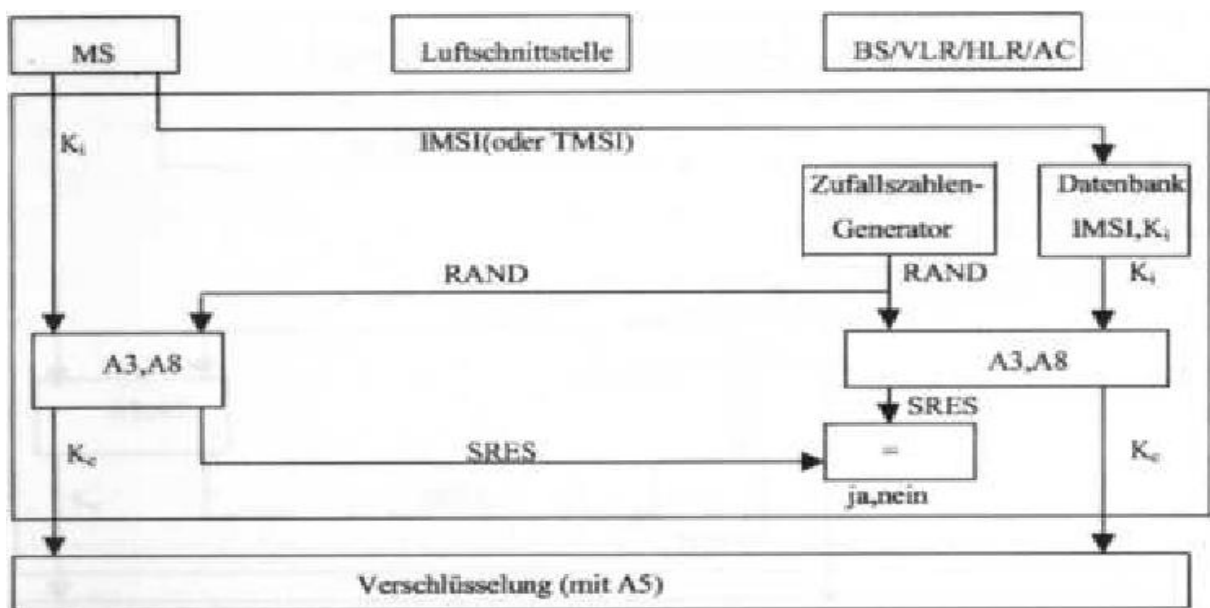 MS
Luftschnittstelle
BS/VLR/HLR/AC
Ki
IMSI(oder TMSI)
Zufallszahlen-
Generator
Datenbank
IMSI,Ki
RAND
RAND
Ki
A3,A8
A3,A8
SRES
Kc
SRES
=
Kc
ja,nein
Verschlüsselung (mit A5)